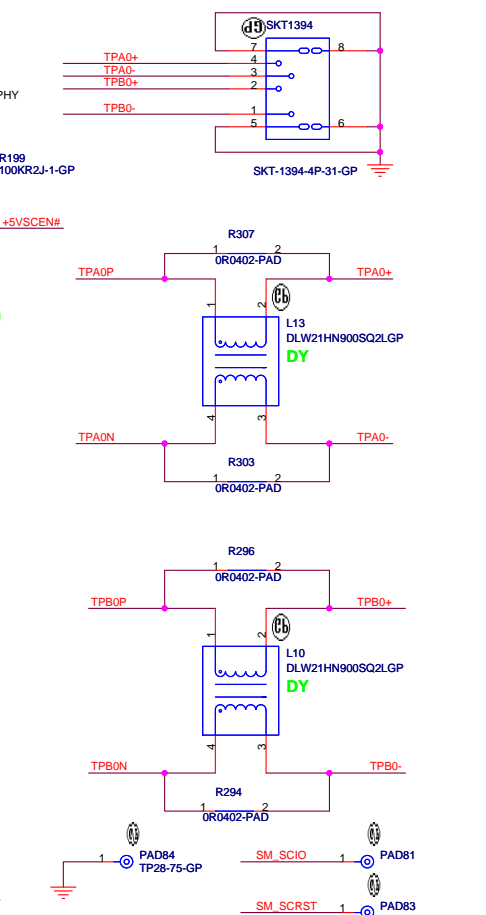 GP SKT1394
7 8
TPA0+ 4
TPA0- 3
TPB0+ 2
PHY
TPB0- 1
5 6
R199
100KR2J-1-GP
SKT-1394-4P-31-GP
+5VSCEN#
R307
1 2
0R0402-PAD
TPA0P TPA0+
1 2 GP
L13
DLW21HN900SQ2LGP
DY
4 3
TPA0N TPA0-
R303
1 2
0R0402-PAD
R296
1 2
0R0402-PAD
TPB0P TPB0+
1 2 GP
L10
DLW21HN900SQ2LGP
DY
4 3
TPB0N TPB0-
R294
1 2
0R0402-PAD
1 PAD84
TP28-75-GP
SM_SCIO 1 PAD81
SM_SCRST 1 PAD83